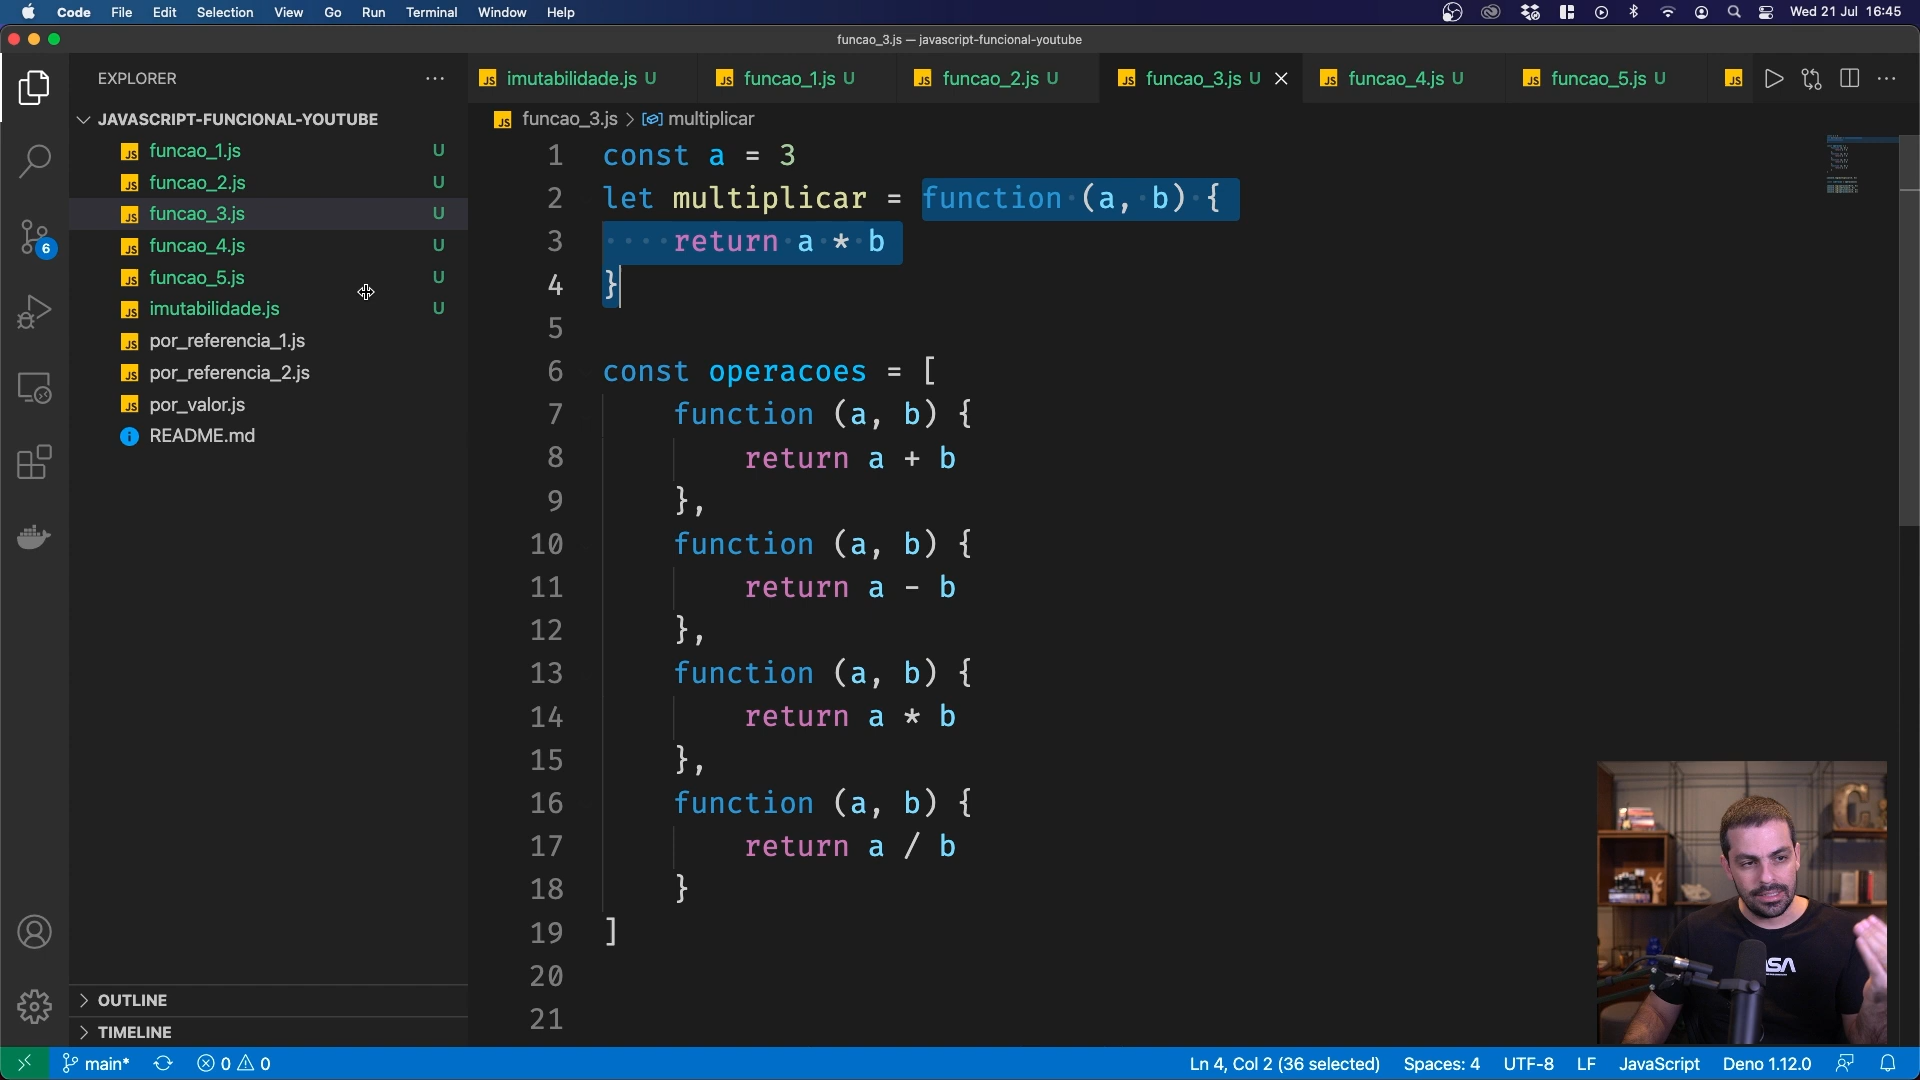 Code File Edit Selection View Go Run Terminal Window Help Wed 21 Jul 16:45
funcao_3.js — javascript-funcional-youtube
EXPLORER
JAVASCRIPT-FUNCIONAL-YOUTUBE
funcao_1.js U
funcao_2.js U
funcao_3.js U
funcao_4.js U
funcao_5.js U
imutabilidade.js U
por_referencia_1.js
por_referencia_2.js
por_valor.js
README.md
6
OUTLINE
TIMELINE
imutabilidade.js U funcao_1.js U funcao_2.js U funcao_3.js U funcao_4.js U funcao_5.js U
funcao_3.js > multiplicar
1 const a = 3
2 let multiplicar = function (a, b) {
3 return a * b
4 }
5
6 const operacoes = [
7 function (a, b) {
8 return a + b
9 },
10 function (a, b) {
11 return a - b
12 },
13 function (a, b) {
14 return a * b
15 },
16 function (a, b) {
17 return a / b
18 }
19 ]
20
21
main* 0 0 Ln 4, Col 2 (36 selected) Spaces: 4 UTF-8 LF JavaScript Deno 1.12.0